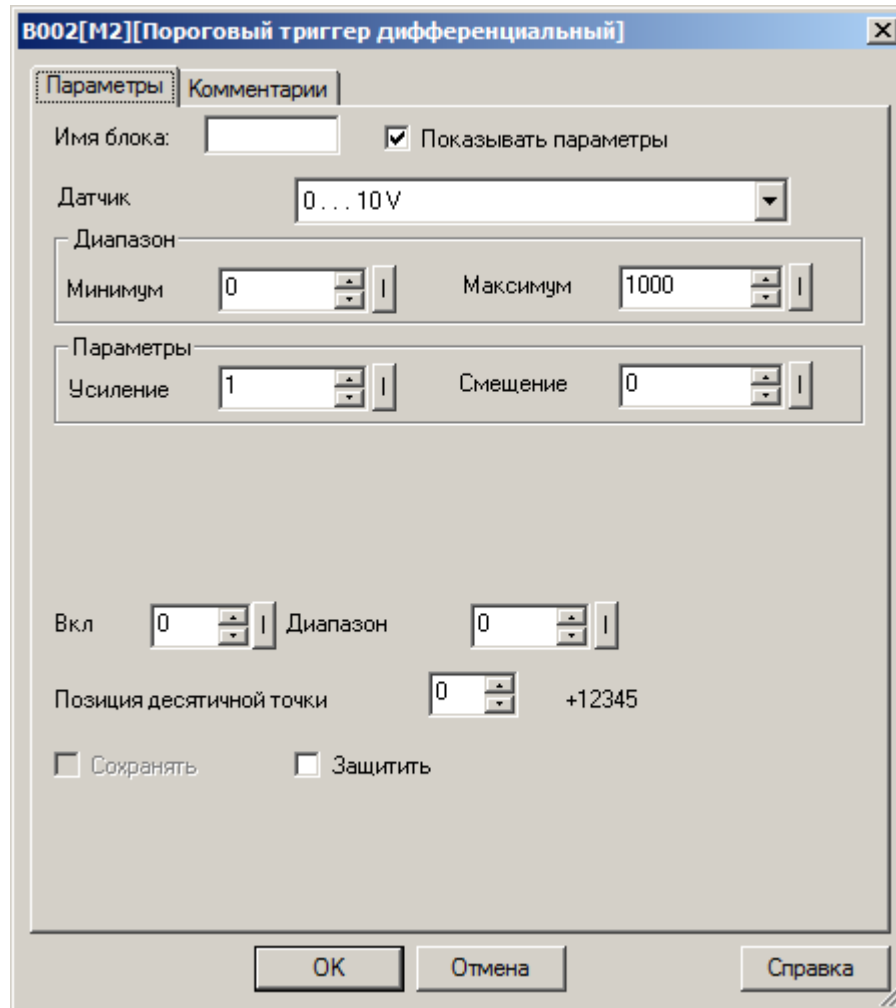 B002[M2][Пороговый триггер дифференциальный]
Параметры Комментарии
Имя блока: Показывать параметры
Датчик 0 . . . 10 V
Диапазон
Минимум 0 I Максимум 1000 I
Параметры
Усиление 1 I Смещение 0 I
Вкл 0 I Диапазон 0 I
Позиция десятичной точки 0 +12345
Сохранять Защитить
OK Отмена Справка